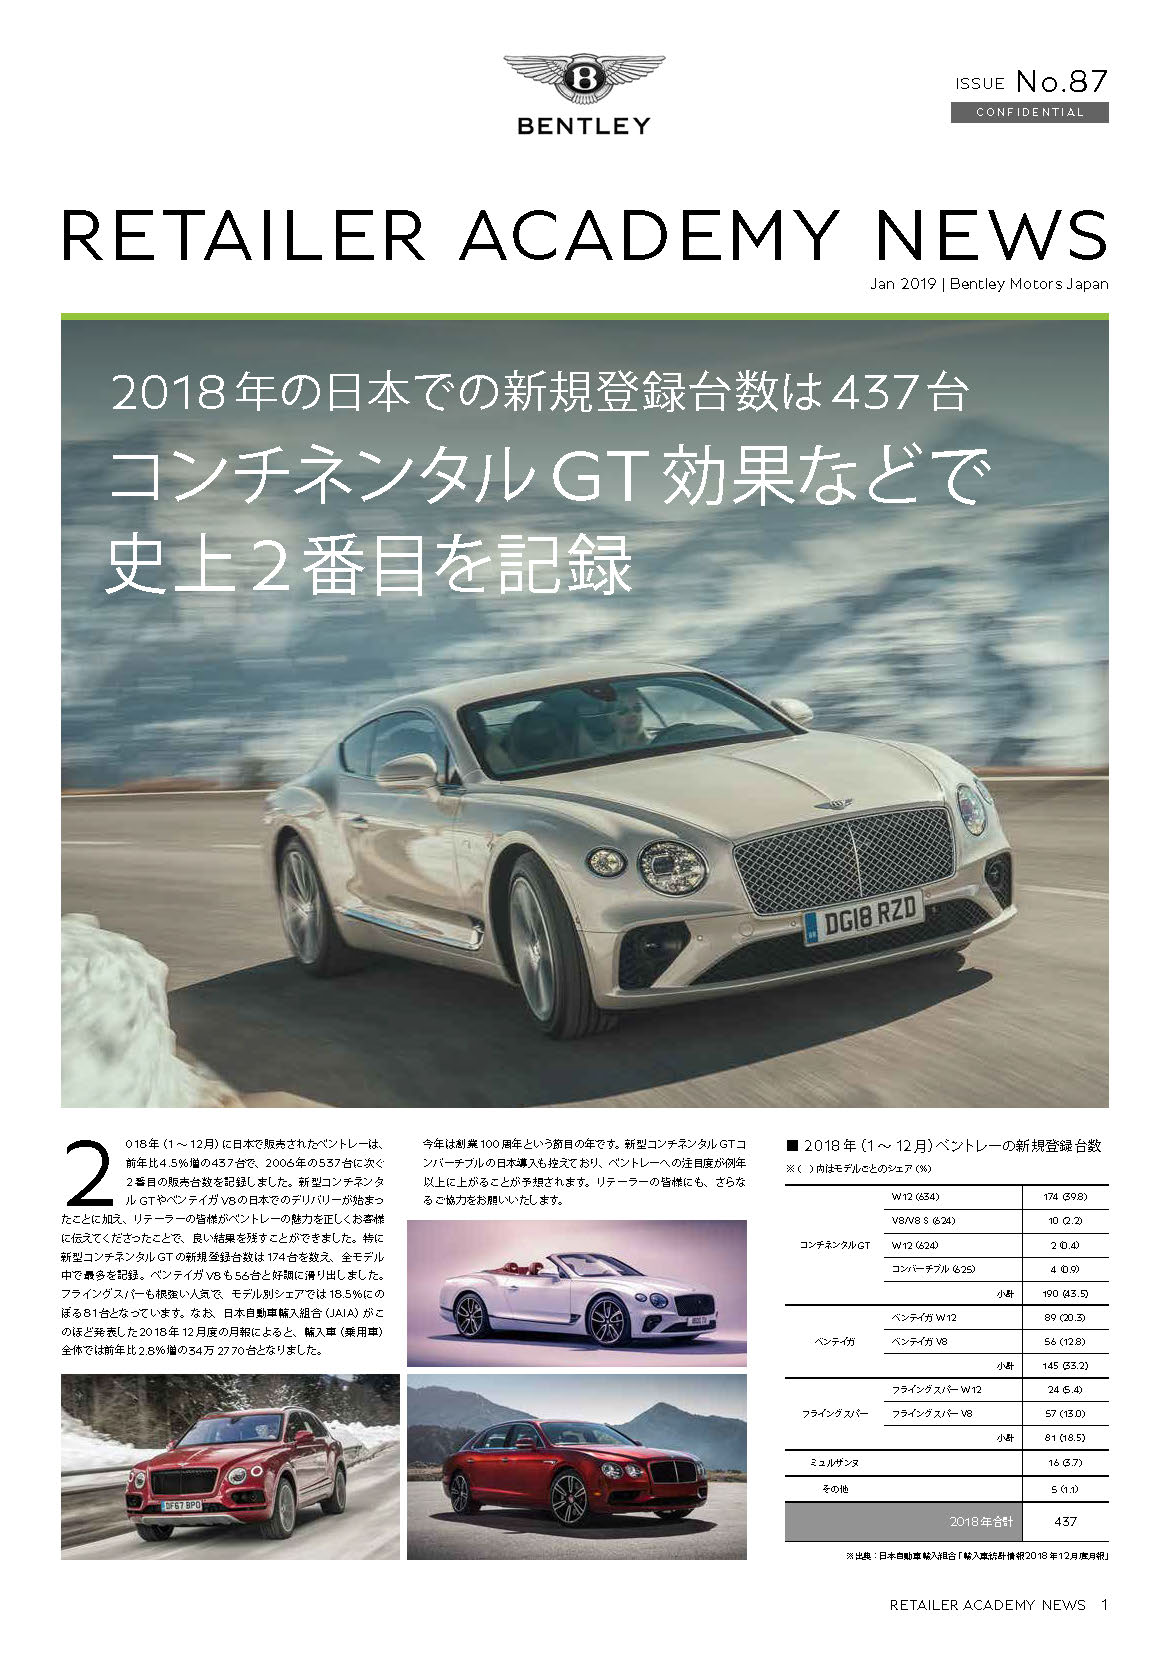 BENTLEY
ISSUE No.87
CONFIDENTIAL
RETAILER ACADEMY NEWS
Jan 2019 | Bentley Motors Japan
2018年の日本での新規登録台数は437台
コンチネンタルGT効果などで
史上2番目を記録
DG18 RZD
2018年（1～12月）に日本で販売されたベントレーは、
前年比4.5%増の437台で、2006年の537台に次ぐ
2番目の販売台数を記録しました。新型コンチネンタ
ルGTやベンテイガV8の日本でのデリバリーが始まっ
たことに加え、リテーラーの皆様がベントレーの魅力を正しくお客様
に伝えてくださったことで、良い結果を残すことができました。特に
新型コンチネンタルGTの新規登録台数は174台を数え、全モデル
中で最多を記録。ベンテイガV8も56台と好調に滑り出しました。
フライングスパーも根強い人気で、モデル別シェアでは18.5%にの
ぼる81台となっています。なお、日本自動車輸入組合（JAIA）がこ
のほど発表した2018年12月度の月報によると、輸入車（乗用車）
全体では前年比2.8%増の34万2770台となりました。
今年は創業100周年という節目の年です。新型コンチネンタルGTコ
ンバーチブルの日本導入も控えており、ベントレーへの注目度が例年
以上に上がることが予想されます。リテーラーの皆様にも、さらな
るご協力をお願いいたします。
DF67 BPO
■ 2018年（1～12月）ベントレーの新規登録台数
※（ ）内はモデルごとのシェア（%）
W12 (634) 174 (39.8)
V8/V8 S (624) 10 (2.2)
コンチネンタルGT W12 (624) 2 (0.4)
コンバーチブル (625) 4 (0.9)
小計 190 (43.5)
ベンテイガ W12 89 (20.3)
ベンテイガ ベンテイガ V8 56 (12.8)
小計 145 (33.2)
フライングスパー W12 24 (5.4)
フライングスパー フライングスパー V8 57 (13.0)
小計 81 (18.5)
ミュルザンヌ 16 (3.7)
その他 5 (1.1)
2018年合計 437
※出典：日本自動車輸入組合「輸入車統計情報2018年12月度月報」
RETAILER ACADEMY NEWS 1